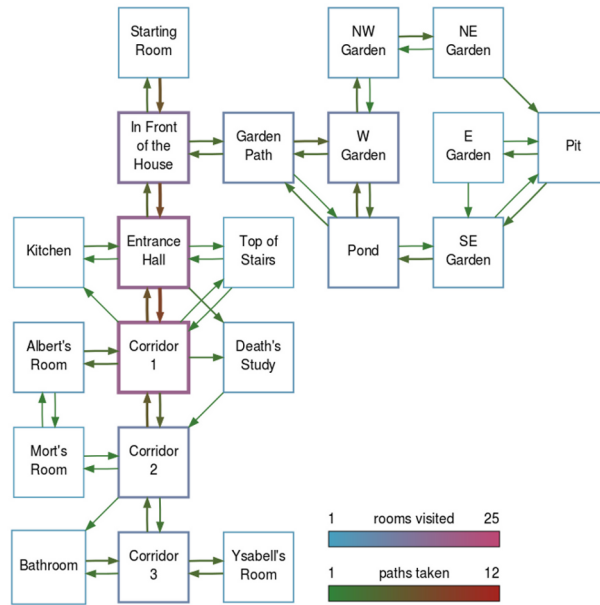 Starting
Room
NW
Garden
NE
Garden
In Front
of the
House
Garden
Path
W
Garden
E
Garden
Pit
Kitchen
Entrance
Hall
Top of
Stairs
Pond
SE
Garden
Albert's
Room
Corridor
1
Death's
Study
Mort's
Room
Corridor
2
Bathroom
Corridor
3
Ysabell's
Room
1 rooms visited 25
1 paths taken 12